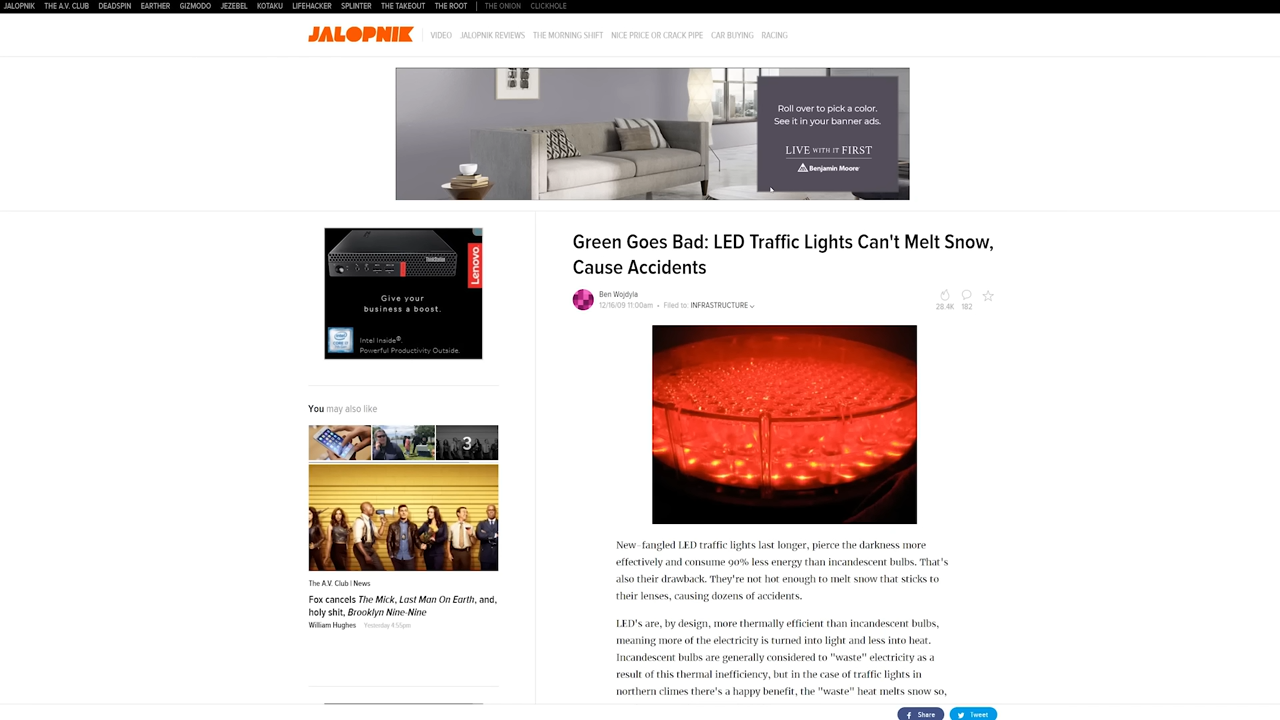 JALOPNIK THE A.V. CLUB DEADSPIN EARTHER GIZMODO JEZEBEL KOTAKU LIFEHACKER SPLINTER THE TAKEOUT THE ROOT THE ONION CLICKHOLE
JALOPNIK VIDEO JALOPNIK REVIEWS THE MORNING SHIFT NICE PRICE OR CRACK PIPE CAR BUYING RACING
Roll over to pick a color.
See it in your banner ads.
LIVE WITH IT FIRST
Benjamin Moore
ThinkCentre
Lenovo
Give your
business a boost.
Intel Inside®.
Powerful Productivity Outside.
You may also like
3
The A.V. Club | News
Fox cancels The Mick, Last Man On Earth, and,
holy shit, Brooklyn Nine-Nine
William Hughes Yesterday 4:55pm
Green Goes Bad: LED Traffic Lights Can't Melt Snow,
Cause Accidents
Ben Wojdyla
12/16/09 11:00am • Filed to: INFRASTRUCTURE
28.4K 182
New-fangled LED traffic lights last longer, pierce the darkness more
effectively and consume 90% less energy than incandescent bulbs. That's
also their drawback. They're not hot enough to melt snow that sticks to
their lenses, causing dozens of accidents.
LED's are, by design, more thermally efficient than incandescent bulbs,
meaning more of the electricity is turned into light and less into heat.
Incandescent bulbs are generally considered to "waste" electricity as a
result of this thermal inefficiency, but in the case of traffic lights in
northern climes there's a happy benefit, the "waste" heat melts snow so,
Share Tweet